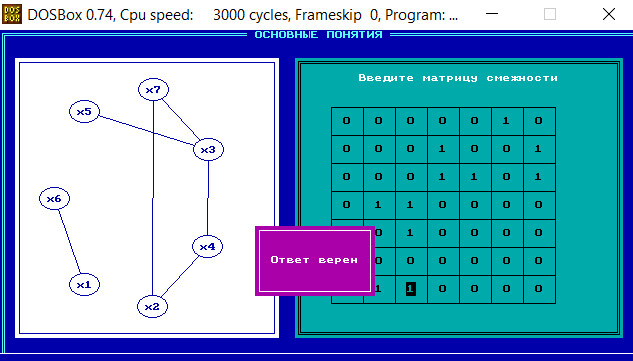 DOS BOX DOSBox 0.74, Cpu speed: 3000 cycles, Frameskip 0, Program: ...
ОСНОВНЫЕ ПОНЯТИЯ
x7
x5
x3
x6
x4
x1
x2
Введите матрицу смежности
0 0 0 0 0 1 0
0 0 0 1 0 0 1
0 0 0 1 1 0 1
0 1 1 0 0 0 0
0 1 0 0 0 0
0 0 0 0 0
1 1 0 0 0 0
Ответ верен